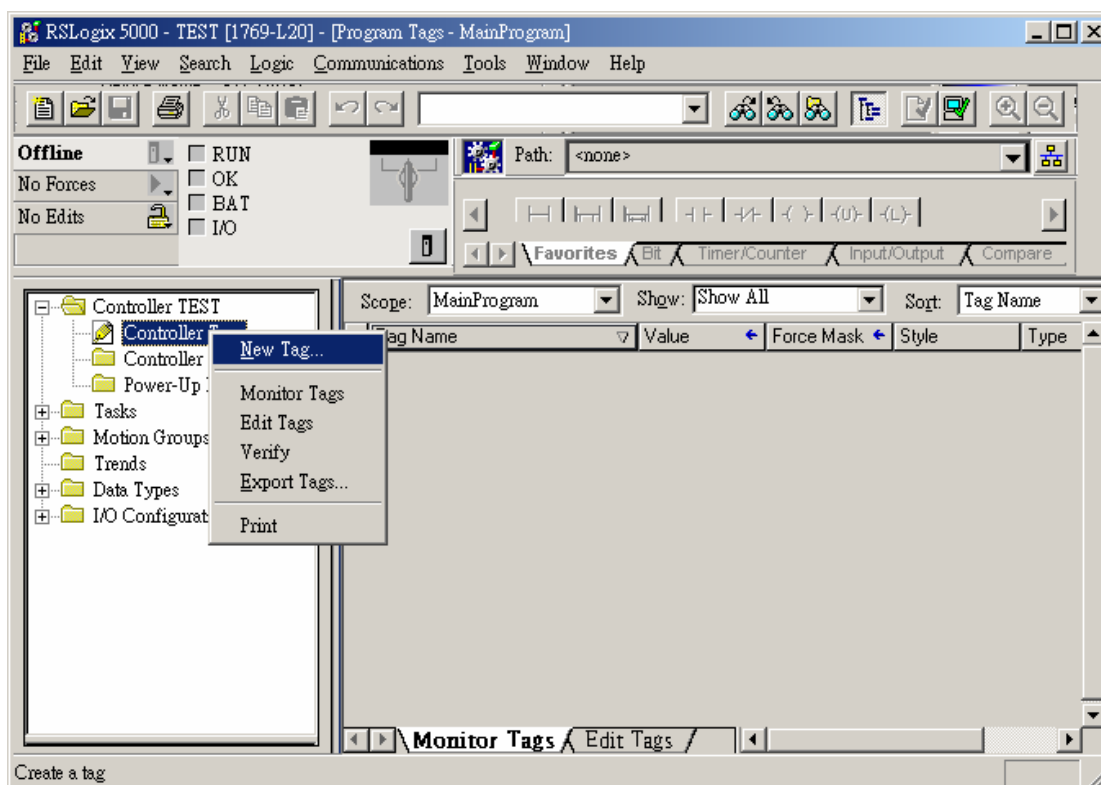 RSLogix 5000 - TEST [1769-L20] - [Program Tags - MainProgram]
File Edit View Search Logic Communications Tools Window Help
Offline
RUN
Path: <none>
No Forces
OK
No Edits
BAT
I/O
Favorites Bit Timer/Counter Input/Output Compare
Controller TEST
Controller
Controller
Power-Up
Tasks
Motion Groups
Trends
Data Types
I/O Configurat
New Tag...
Monitor Tags
Edit Tags
Verify
Export Tags...
Print
Scope: MainProgram Show: Show All Sort: Tag Name
Tag Name Value Force Mask Style Type
Monitor Tags Edit Tags
Create a tag